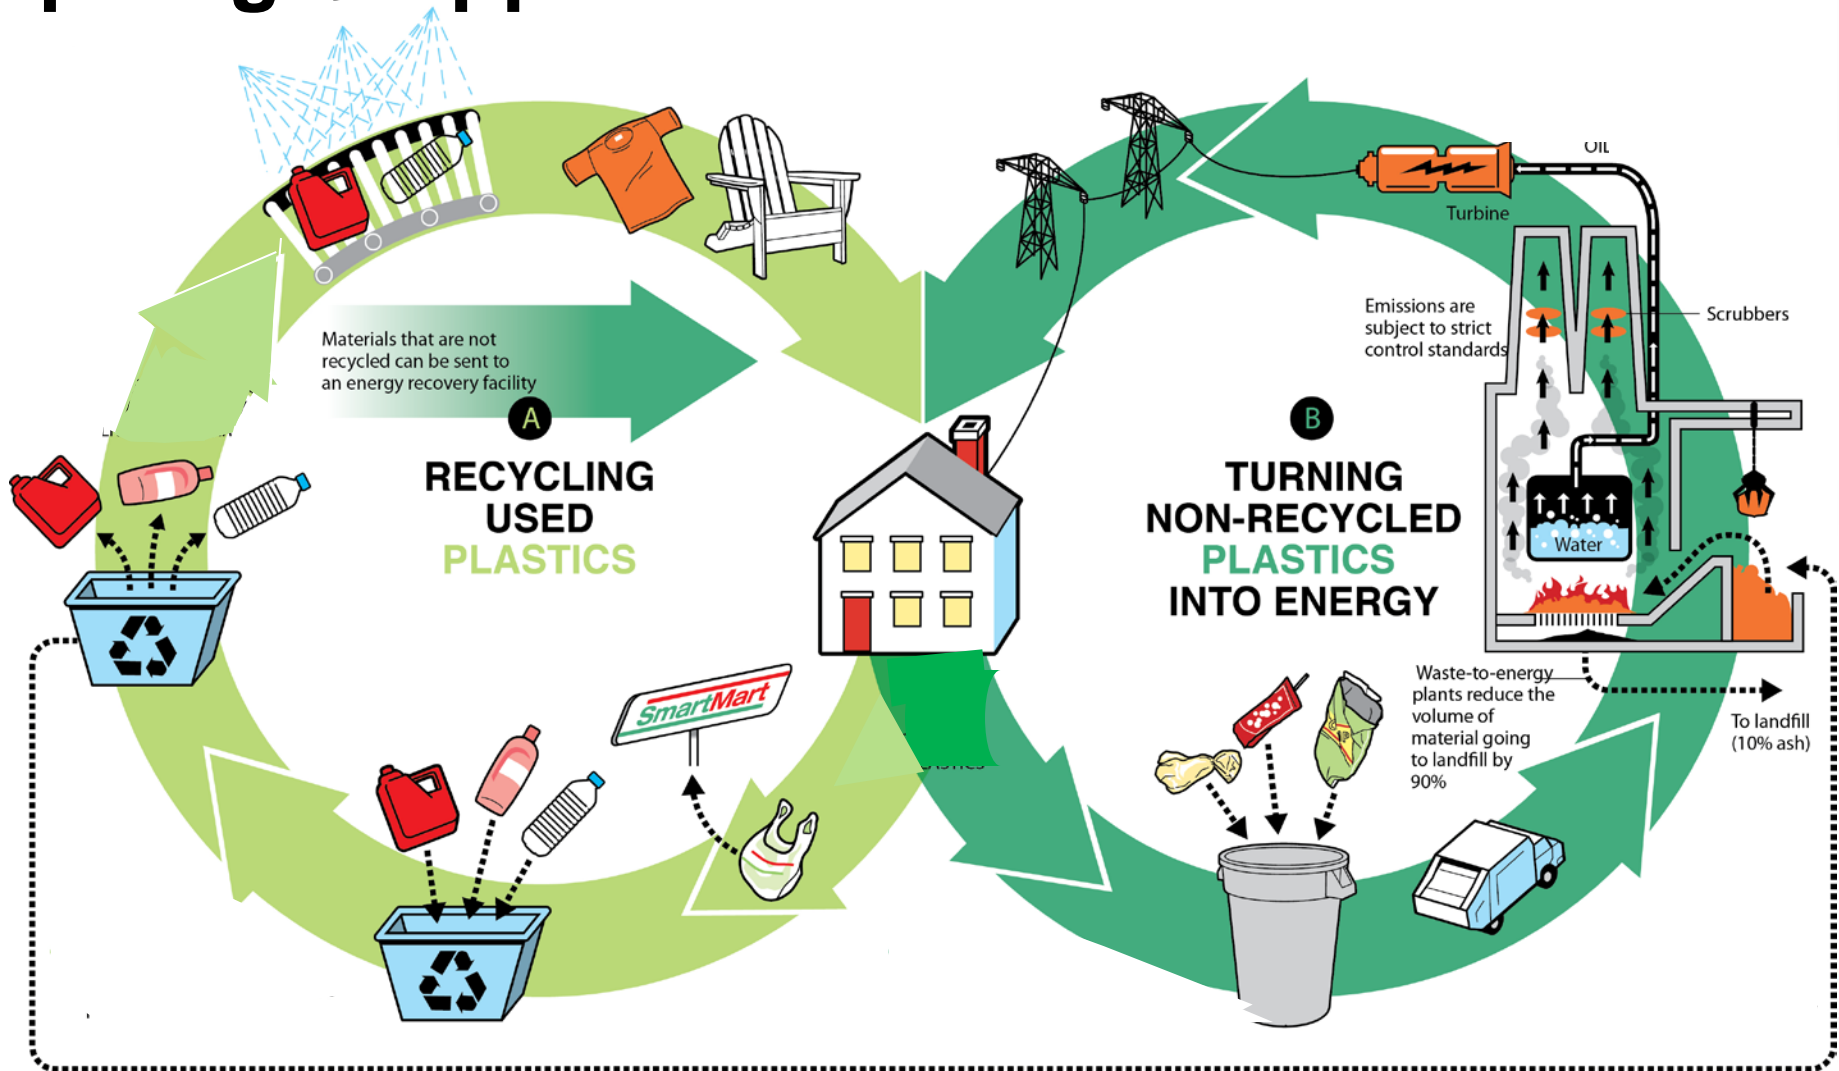 OIL
Turbine
Materials that are not
recycled can be sent to
an energy recovery facility
A
RECYCLING
USED
PLASTICS
Emissions are
subject to strict
control standards
Scrubbers
B
TURNING
NON-RECYCLED
PLASTICS
INTO ENERGY
Water
SmartMart
Waste-to-energy
plants reduce the
volume of
material going
to landfill by
90%
To landfill
(10% ash)